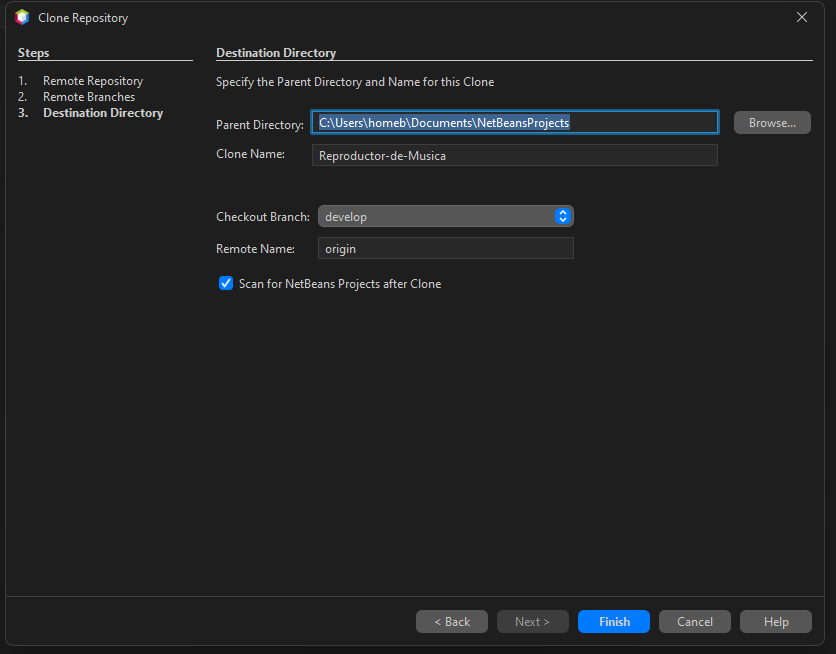 Clone Repository
Steps
1. Remote Repository
2. Remote Branches
3. Destination Directory
Destination Directory
Specify the Parent Directory and Name for this Clone
Parent Directory: C:\Users\homeb\Documents\NetBeansProjects Browse...
Clone Name: Reproductor-de-Musica
Checkout Branch: develop
Remote Name: origin
Scan for NetBeans Projects after Clone
< Back Next > Finish Cancel Help